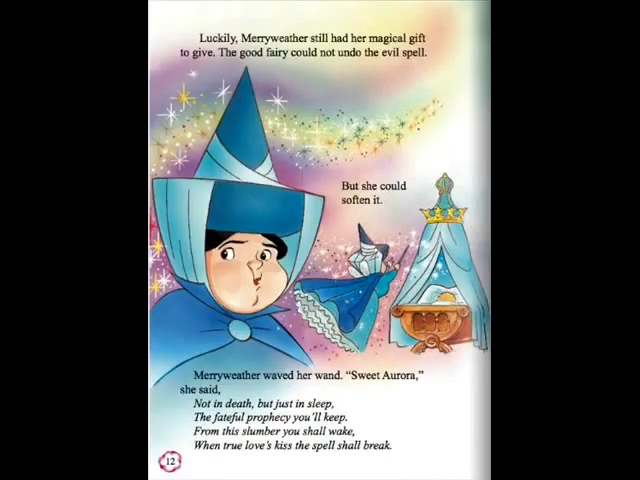 Luckily, Merryweather still had her magical gift
to give. The good fairy could not undo the evil spell.
But she could
soften it.
Merryweather waved her wand. “Sweet Aurora,”
she said,
Not in death, but just in sleep,
The fateful prophecy you’ll keep.
From this slumber you shall wake,
When true love’s kiss the spell shall break.
12